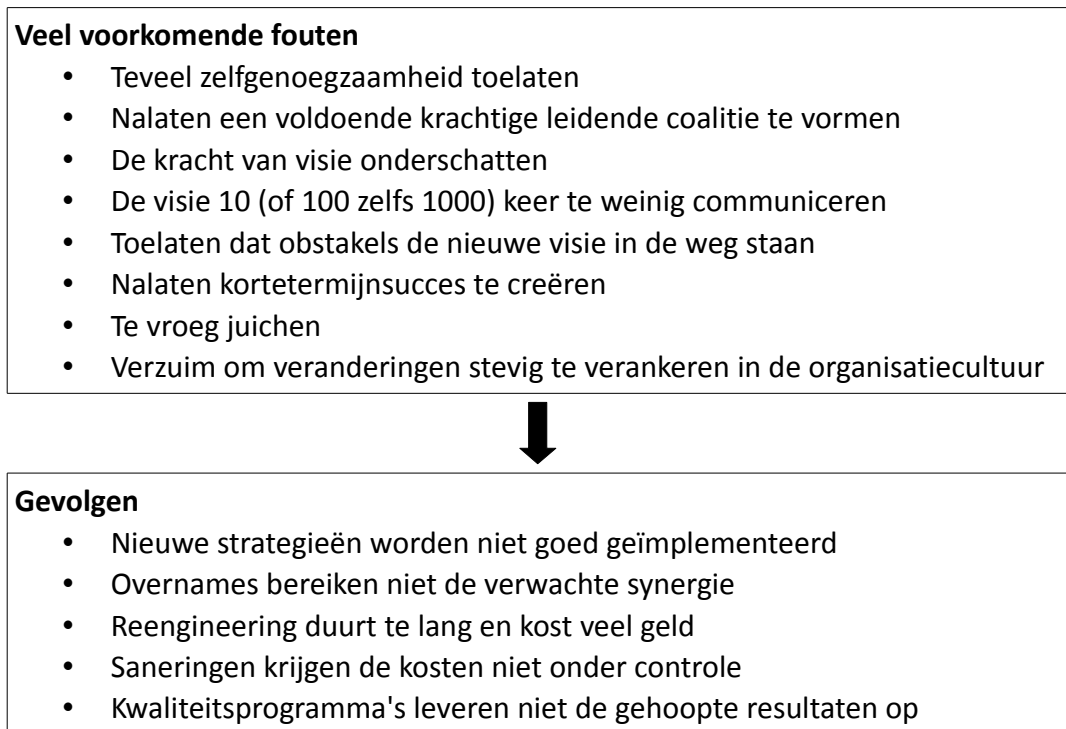 Veel voorkomende fouten
• Teveel zelfgenoegzaamheid toelaten
• Nalaten een voldoende krachtige leidende coalitie te vormen
• De kracht van visie onderschatten
• De visie 10 (of 100 zelfs 1000) keer te weinig communiceren
• Toelaten dat obstakels de nieuwe visie in de weg staan
• Nalaten kortetermijnsucces te creëren
• Te vroeg juichen
• Verzuim om veranderingen stevig te verankeren in de organisatiecultuur
Gevolgen
• Nieuwe strategieën worden niet goed geïmplementeerd
• Overnames bereiken niet de verwachte synergie
• Reengineering duurt te lang en kost veel geld
• Saneringen krijgen de kosten niet onder controle
• Kwaliteitsprogramma's leveren niet de gehoopte resultaten op